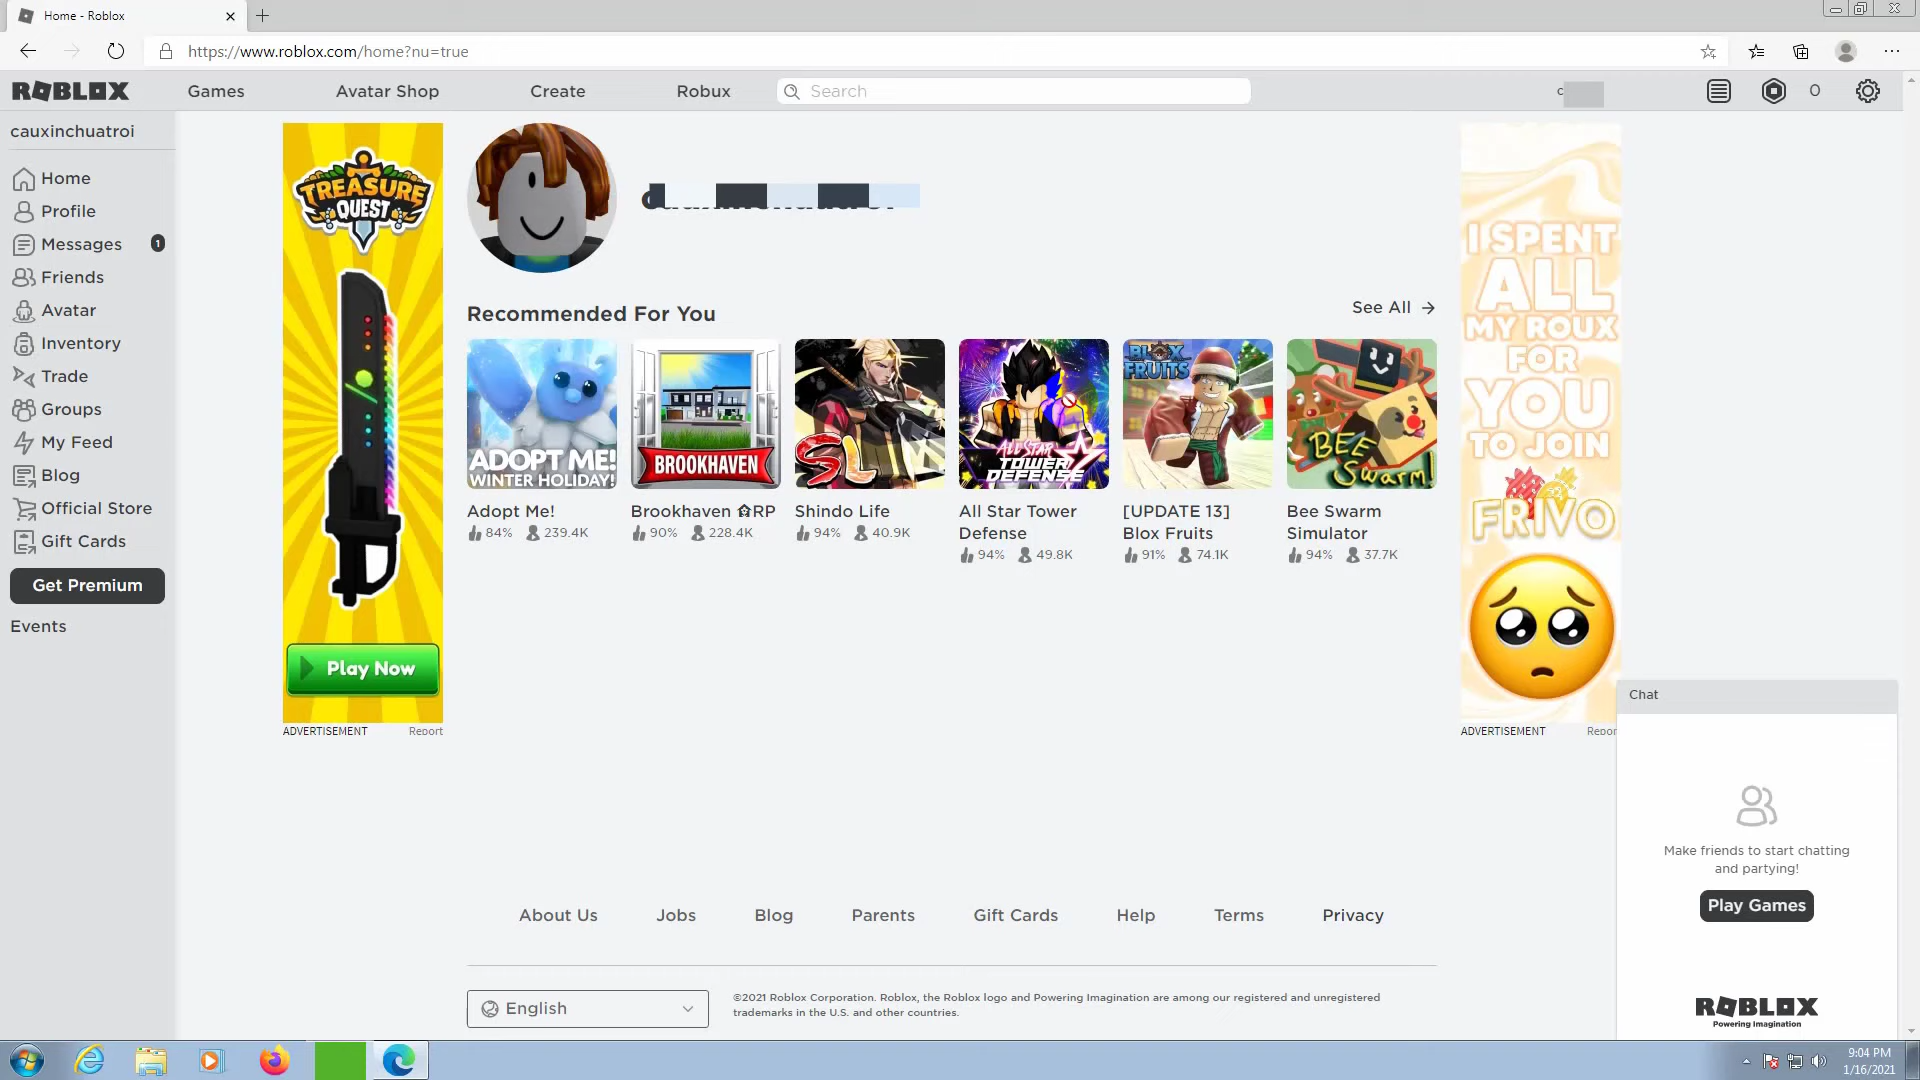 Home - Roblox
https://www.roblox.com/home?nu=true
ROBLOX
Games
Avatar Shop
Create
Robux
Search
c
0
cauxinchuatroi
Home
Profile
Messages
1
Friends
Avatar
Inventory
Trade
Groups
My Feed
Blog
Official Store
Gift Cards
Get Premium
Events
TREASURE
QUEST
Play Now
ADVERTISEMENT
Report
Recommended For You
See All
ADOPT ME!
WINTER HOLIDAY!
BROOKHAVEN
SL
ALL STAR
TOWER
DEFENSE
BLOX
FRUITS
BEE
Swarm!
Adopt Me!
84% 239.4K
Brookhaven RP
90% 228.4K
Shindo Life
94% 40.9K
All Star Tower
Defense
94% 49.8K
[UPDATE 13]
Blox Fruits
91% 74.1K
Bee Swarm
Simulator
94% 37.7K
I SPENT
ALL
MY ROUX
FOR
YOU
TO JOIN
FRIVO
ADVERTISEMENT
Repor
Chat
Make friends to start chatting
and partying!
Play Games
ROBLOX
Powering Imagination
About Us
Jobs
Blog
Parents
Gift Cards
Help
Terms
Privacy
English
©2021 Roblox Corporation. Roblox, the Roblox logo and Powering Imagination are among our registered and unregistered
trademarks in the U.S. and other countries.
9:04 PM
1/16/2021